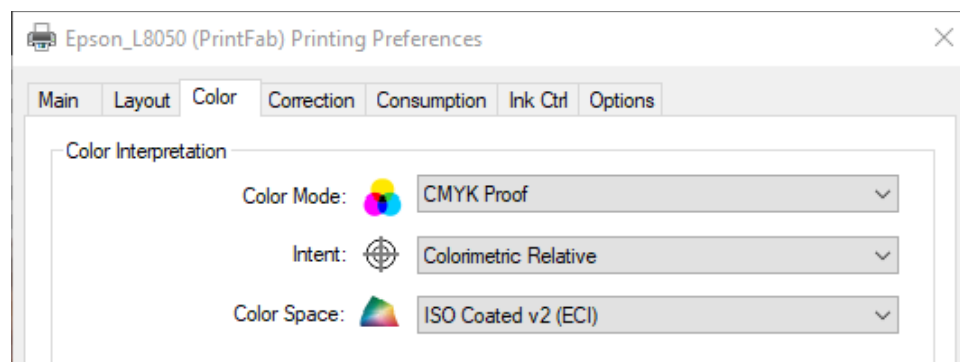 Epson_L8050 (PrintFab) Printing Preferences
Main Layout Color Correction Consumption Ink Ctrl Options
Color Interpretation
Color Mode: CMYK Proof
Intent: Colorimetric Relative
Color Space: ISO Coated v2 (ECI)